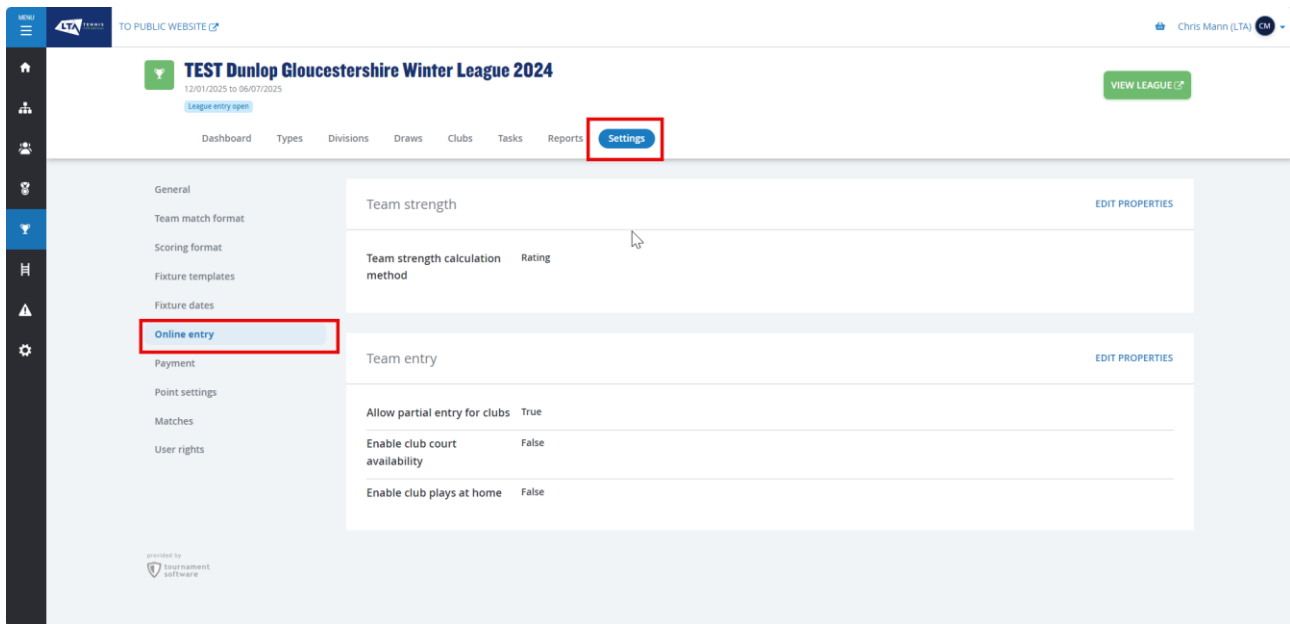 MENU
LTA TENNIS
TO PUBLIC WEBSITE
Chris Mann (LTA) CM
TEST Dunlop Gloucestershire Winter League 2024
12/01/2025 to 06/07/2025
League entry open
VIEW LEAGUE
Dashboard Types Divisions Draws Clubs Tasks Reports Settings
General
Team match format
Scoring format
Fixture templates
Fixture dates
Online entry
Payment
Point settings
Matches
User rights
Team strength EDIT PROPERTIES
Team strength calculation Rating
method
Team entry EDIT PROPERTIES
Allow partial entry for clubs True
Enable club court False
availability
Enable club plays at home False
provided by
tournament
software